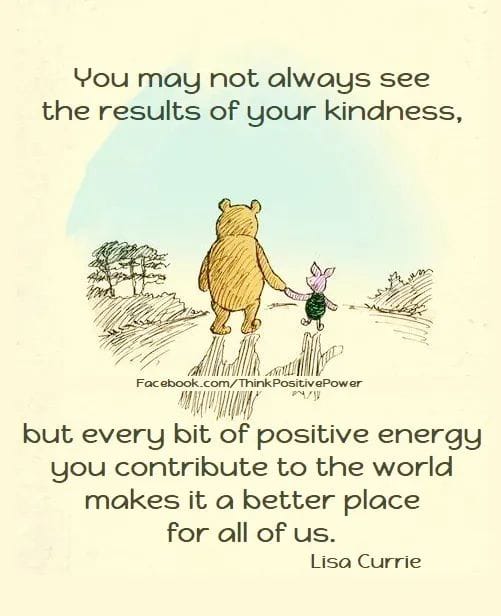 You may not always see
the results of your kindness,
Facebook.com/ThinkPositivePower
but every bit of positive energy
you contribute to the world
makes it a better place
for all of us.
Lisa Currie